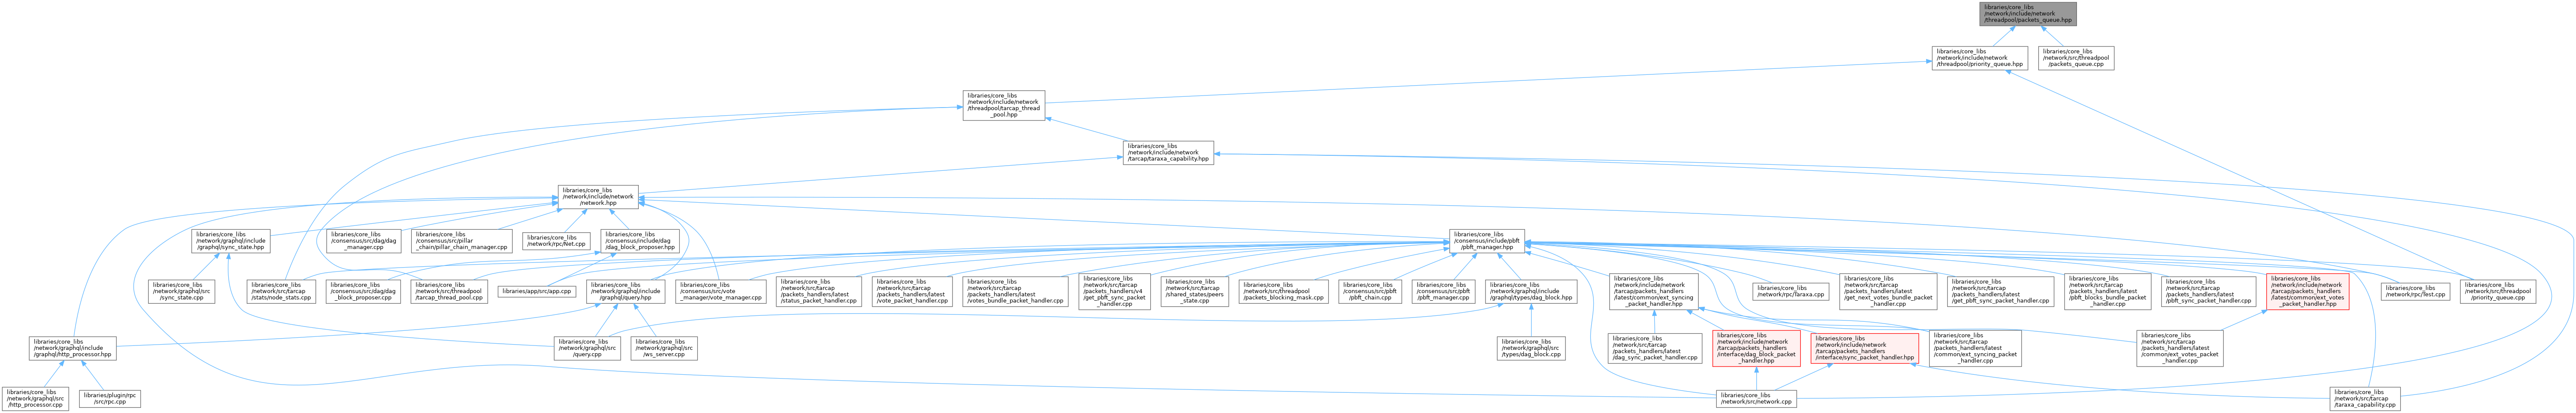 libraries/core_libs
/network/include/network
/threadpool/packets_queue.hpp
libraries/core_libs
/network/include/network
/threadpool/priority_queue.hpp
libraries/core_libs
/network/src/threadpool
/packets_queue.cpp
libraries/core_libs
/network/include/network
/threadpool/tarcap_thread
_pool.hpp
libraries/core_libs
/network/include/network
/tarcap/taraxa_capability.hpp
libraries/core_libs
/network/include/network
/network.hpp
libraries/core_libs
/network/graphql/include
/graphql/sync_state.hpp
libraries/core_libs
/consensus/src/dag/dag
_manager.cpp
libraries/core_libs
/consensus/src/pillar
_chain/pillar_chain_manager.cpp
libraries/core_libs
/network/rpc/Net.cpp
libraries/core_libs
/consensus/include/dag
/dag_block_proposer.hpp
libraries/core_libs
/consensus/include/pbft
/pbft_manager.hpp
libraries/core_libs
/network/graphql/src
/sync_state.cpp
libraries/core_libs
/network/src/tarcap
/stats/node_stats.cpp
libraries/core_libs
/consensus/src/dag/dag
_block_proposer.cpp
libraries/core_libs
/network/src/threadpool
/tarcap_thread_pool.cpp
libraries/app/src/app.cpp
libraries/core_libs
/network/graphql/include
/graphql/query.hpp
libraries/core_libs
/consensus/src/vote
_manager/vote_manager.cpp
libraries/core_libs
/network/src/tarcap
/packets_handlers/latest
/status_packet_handler.cpp
libraries/core_libs
/network/src/tarcap
/packets_handlers/latest
/vote_packet_handler.cpp
libraries/core_libs
/network/src/tarcap
/packets_handlers/latest
/votes_bundle_packet_handler.cpp
libraries/core_libs
/network/src/tarcap
/packets_handlers/v4
/get_pbft_sync_packet
_handler.cpp
libraries/core_libs
/network/src/tarcap
/shared_states/peers
_state.cpp
libraries/core_libs
/network/src/threadpool
/packets_blocking_mask.cpp
libraries/core_libs
/consensus/src/pbft
/pbft_chain.cpp
libraries/core_libs
/consensus/src/pbft
/pbft_manager.cpp
libraries/core_libs
/network/graphql/include
/graphql/types/dag_block.hpp
libraries/core_libs
/network/include/network
/tarcap/packets_handlers
/latest/common/ext_syncing
_packet_handler.hpp
libraries/core_libs
/network/rpc/Taraxa.cpp
libraries/core_libs
/network/src/tarcap
/packets_handlers/latest
/get_next_votes_bundle_packet
_handler.cpp
libraries/core_libs
/network/src/tarcap
/packets_handlers/latest
/get_pbft_sync_packet_handler.cpp
libraries/core_libs
/network/src/tarcap
/packets_handlers/latest
/pbft_blocks_bundle_packet
_handler.cpp
libraries/core_libs
/network/src/tarcap
/packets_handlers/latest
/pbft_sync_packet_handler.cpp
libraries/core_libs
/network/include/network
/tarcap/packets_handlers
/latest/common/ext_votes
_packet_handler.hpp
libraries/core_libs
/network/rpc/Test.cpp
libraries/core_libs
/network/src/threadpool
/priority_queue.cpp
libraries/core_libs
/network/graphql/include
/graphql/http_processor.hpp
libraries/core_libs
/network/graphql/src
/query.cpp
libraries/core_libs
/network/graphql/src
/ws_server.cpp
libraries/core_libs
/network/graphql/src
/types/dag_block.cpp
libraries/core_libs
/network/src/tarcap
/packets_handlers/latest
/dag_sync_packet_handler.cpp
libraries/core_libs
/network/include/network
/tarcap/packets_handlers
/interface/dag_block_packet
_handler.hpp
libraries/core_libs
/network/include/network
/tarcap/packets_handlers
/interface/sync_packet_handler.hpp
libraries/core_libs
/network/src/tarcap
/packets_handlers/latest
/common/ext_syncing_packet
_handler.cpp
libraries/core_libs
/network/src/tarcap
/packets_handlers/latest
/common/ext_votes_packet
_handler.cpp
libraries/core_libs
/network/graphql/src
/http_processor.cpp
libraries/plugin/rpc
/src/rpc.cpp
libraries/core_libs
/network/src/network.cpp
libraries/core_libs
/network/src/tarcap
/taraxa_capability.cpp